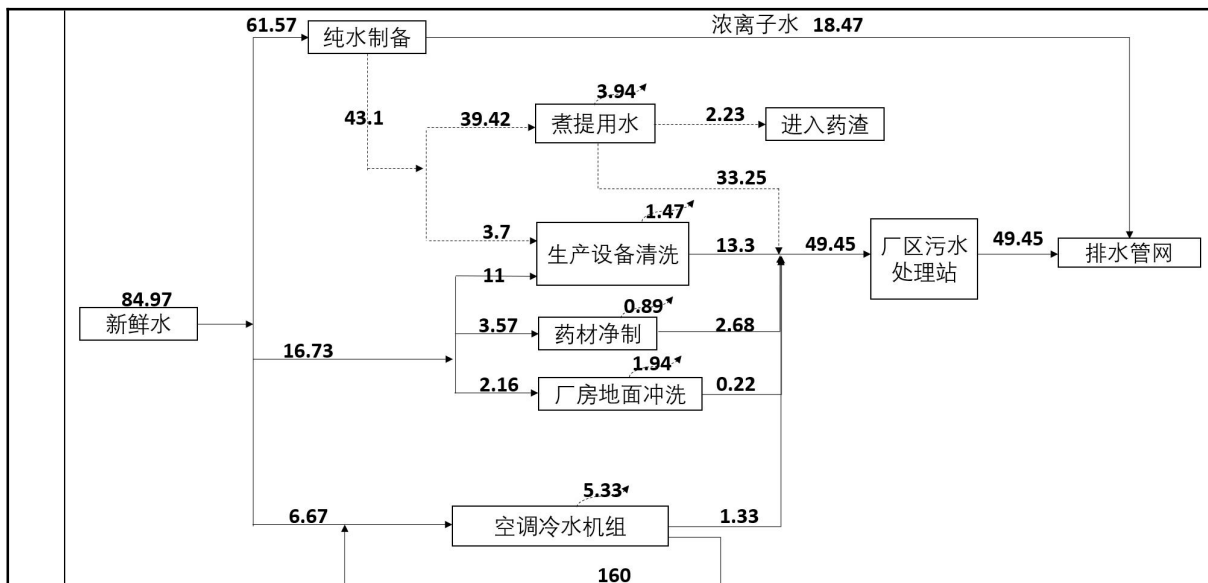 61.57
纯水制备
浓离子水 18.47
43.1
39.42
3.94
煮提用水
2.23
进入药渣
33.25
3.7
11
1.47
生产设备清洗
13.3
49.45
厂区污水
处理站
49.45
排水管网
84.97
新鲜水
16.73
3.57
0.89
药材净制
2.68
2.16
1.94
厂房地面冲洗
0.22
6.67
5.33
空调冷水机组
1.33
160